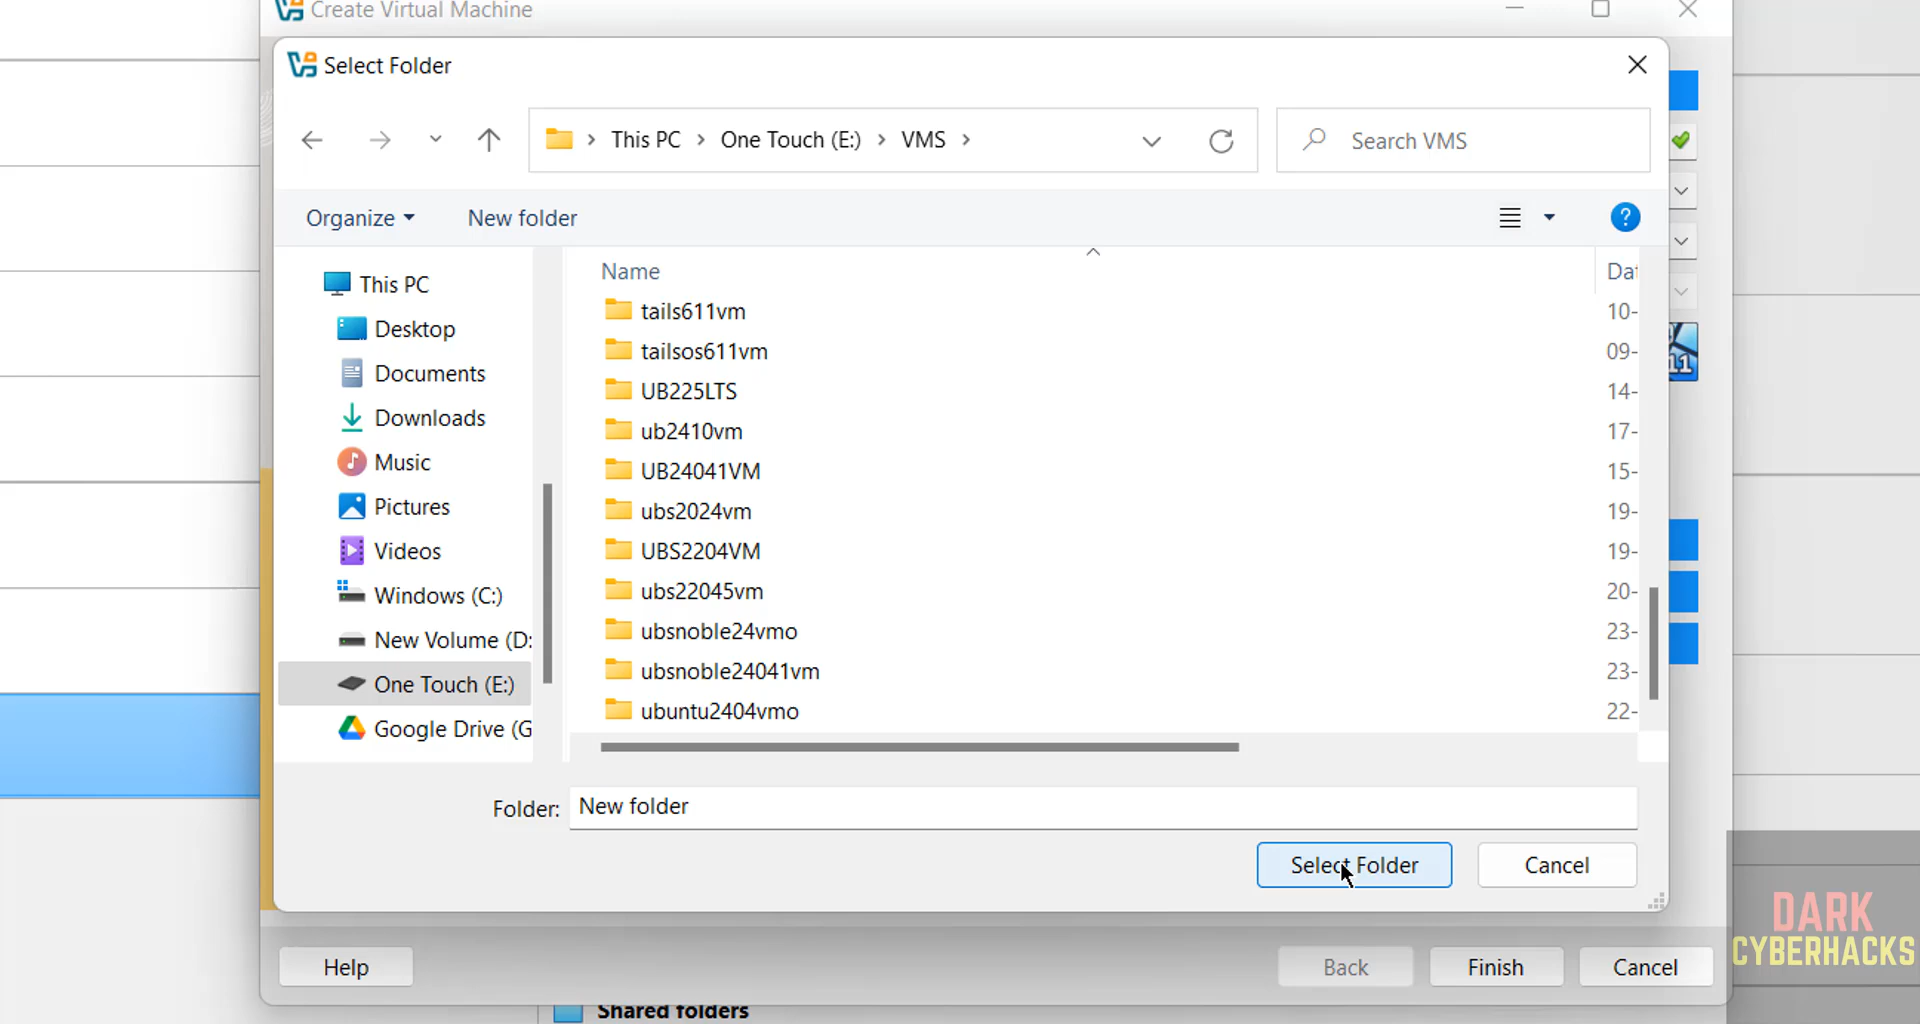 Create Virtual Machine
Select Folder
This PC > One Touch (E:) > VMS >
Search VMS
Organize
New folder
?
Name
Dat
This PC
Desktop
Documents
Downloads
Music
Pictures
Videos
Windows (C:)
New Volume (D:
One Touch (E:)
Google Drive (G
tails611vm 10-
tailsos611vm 09-
UB225LTS 14-
ub2410vm 17-
UB24041VM 15-
ubs2024vm 19-
UBS2204VM 19-
ubs22045vm 20-
ubsnoble24vmo 23-
ubsnoble24041vm 23-
ubuntu2404vmo 22-
11
Folder: New folder
Select Folder
Cancel
Help
Back
Finish
Cancel
Shared folders
DARK
CYBERHACKS